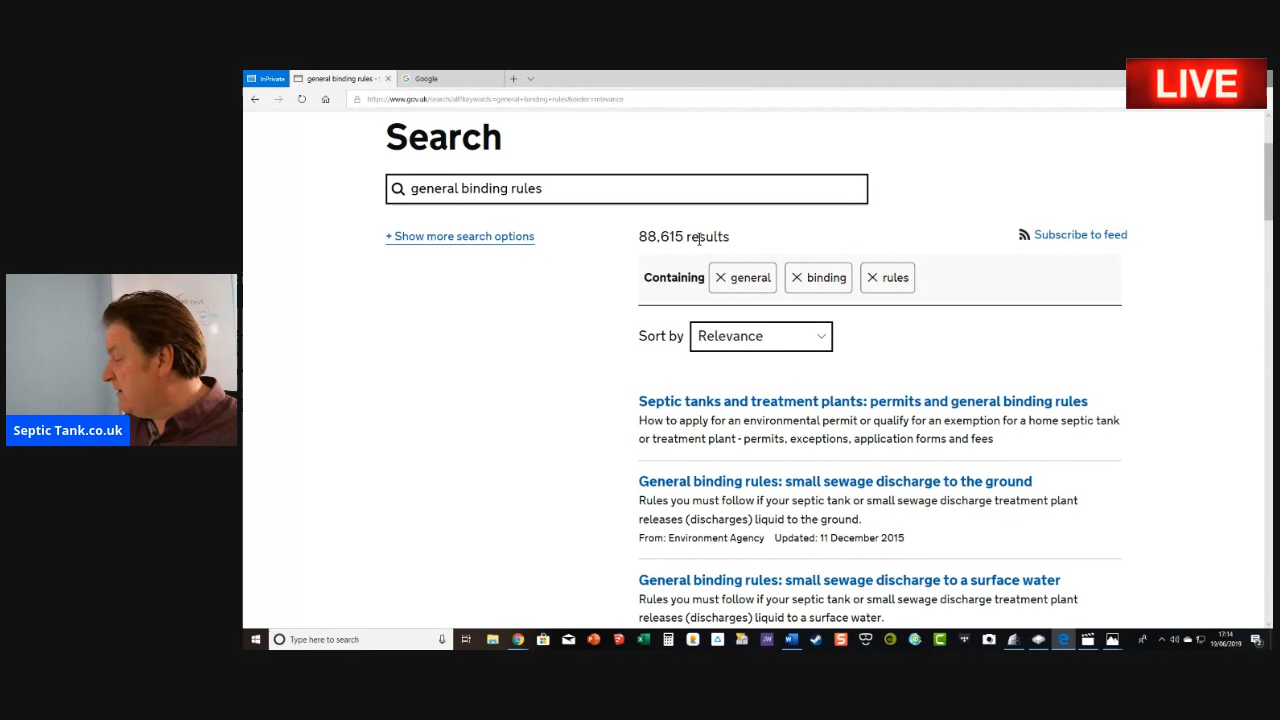 InPrivate
general binding rules - S
Google
LIVE
https://www.gov.uk/search/all?keywords=general+binding+rules&order=relevance
Search
general binding rules
+ Show more search options
88,615 results
Subscribe to feed
Containing
general
binding
rules
Sort by
Relevance
Septic tanks and treatment plants: permits and general binding rules
How to apply for an environmental permit or qualify for an exemption for a home septic tank
or treatment plant - permits, exceptions, application forms and fees
General binding rules: small sewage discharge to the ground
Rules you must follow if your septic tank or small sewage discharge treatment plant
releases (discharges) liquid to the ground.
From: Environment Agency Updated: 11 December 2015
General binding rules: small sewage discharge to a surface water
Rules you must follow if your septic tank or small sewage discharge treatment plant
releases (discharges) liquid to a surface water.
Septic Tank.co.uk
Type here to search
17:14
19/06/2019